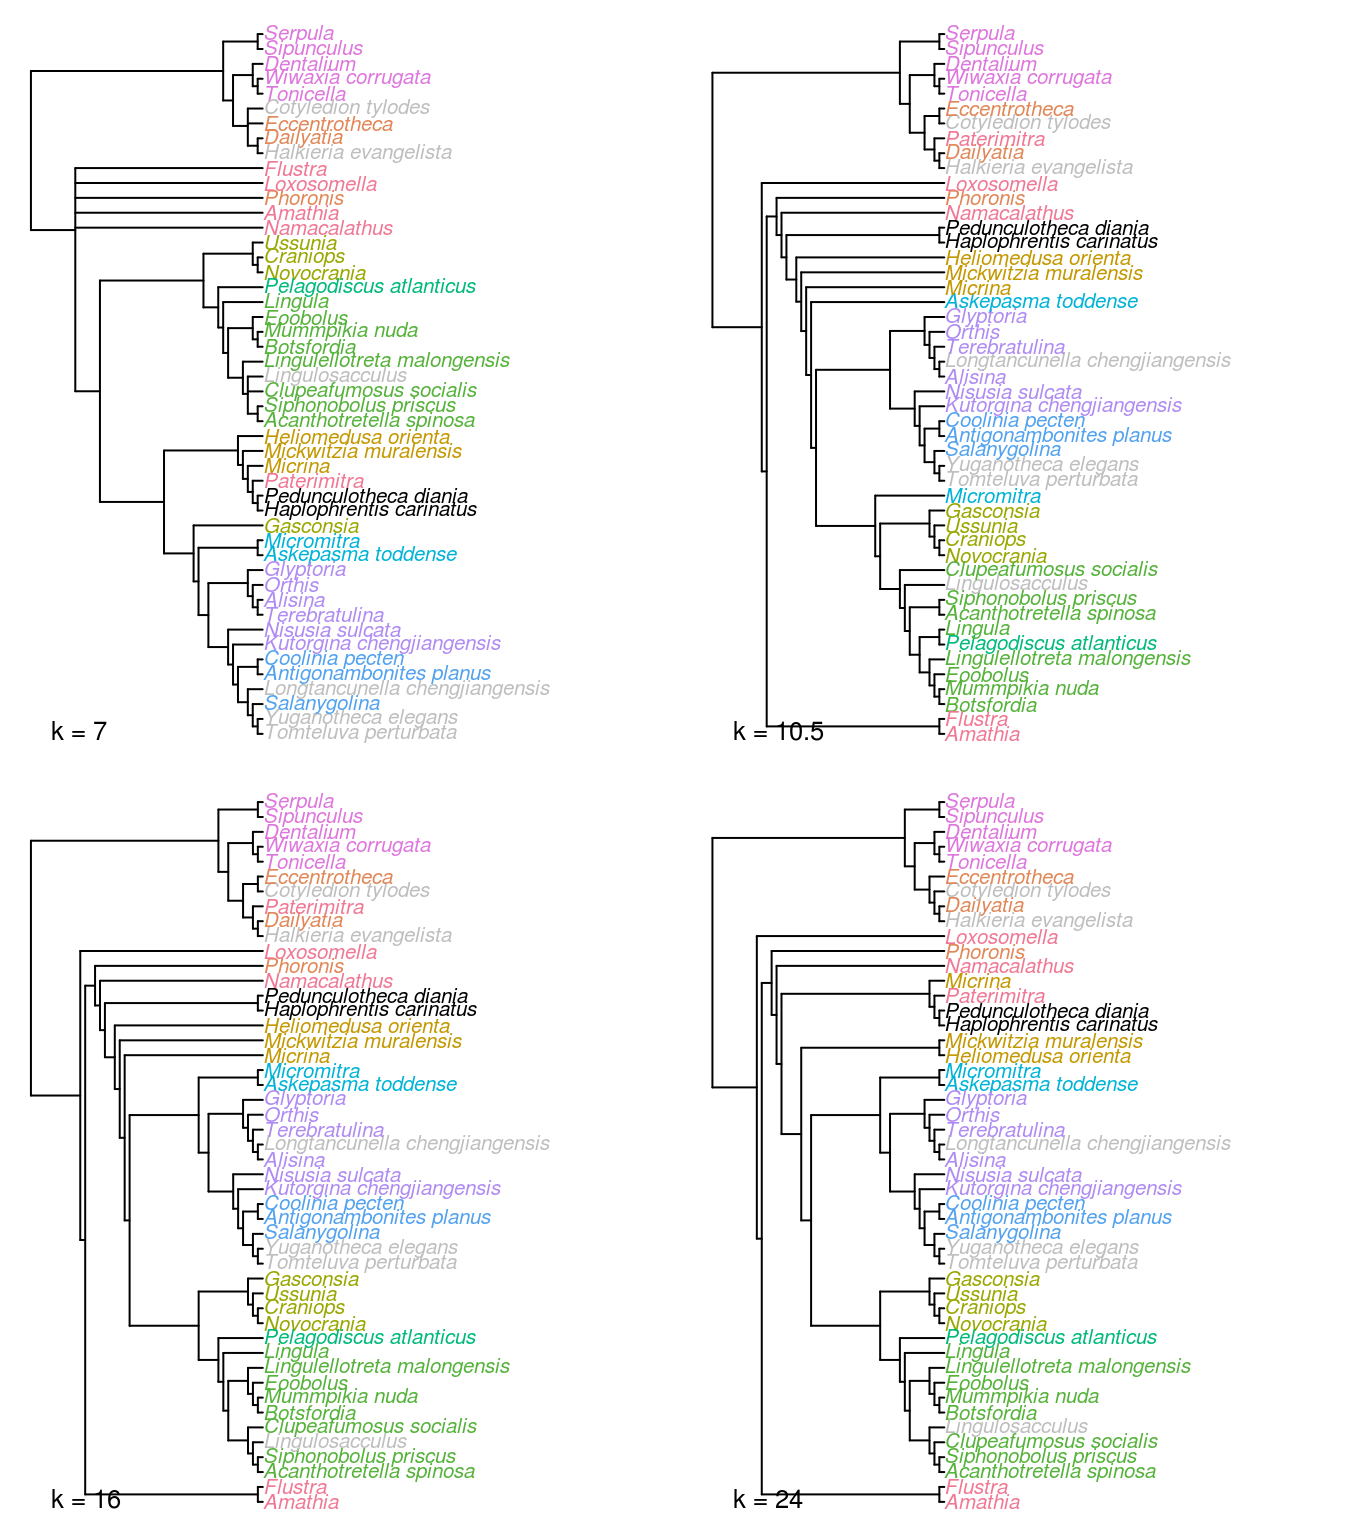 Serpula
Sipunculus
Dentalium
Wiwaxia corrugata
Tonicella
Cotyledion tylodes
Eccentrotheca
Dailyatia
Halkieria evangelista
Flustra
Loxosomella
Phoronis
Amathia
Namacalathus
Ussunia
Craniops
Novocrania
Pelagodiscus atlanticus
Lingula
Eoobolus
Mummpikia nuda
Botsfordia
Lingulellotreta malongensis
Lingulosacculus
Clupeafumosus socialis
Siphonobolus priscus
Acanthotretella spinosa
Heliomedusa orienta
Mickwitzia muralensis
Micrina
Paterimitra
Pedunculotheca diania
Haplophrentis carinatus
Gasconsia
Micromitra
Askepasma toddense
Glyptoria
Orthis
Alisina
Terebratulina
Nisusia sulcata
Kutorgina chengjiangensis
Coolinia pecten
Antigonambonites planus
Longtancunella chengjiangensis
Salanygolina
Yuganotheca elegans
Tomteluva perturbata
k = 7
Serpula
Sipunculus
Dentalium
Wiwaxia corrugata
Tonicella
Eccentrotheca
Cotyledion tylodes
Paterimitra
Dailyatia
Halkieria evangelista
Loxosomella
Phoronis
Namacalathus
Pedunculotheca diania
Haplophrentis carinatus
Heliomedusa orienta
Mickwitzia muralensis
Micrina
Askepasma toddense
Glyptoria
Orthis
Terebratulina
Longtancunella chengjiangensis
Alisina
Nisusia sulcata
Kutorgina chengjiangensis
Coolinia pecten
Antigonambonites planus
Salanygolina
Yuganotheca elegans
Tomteluva perturbata
Micromitra
Gasconsia
Ussunia
Craniops
Novocrania
Clupeafumosus socialis
Lingulosacculus
Siphonobolus priscus
Acanthotretella spinosa
Lingula
Pelagodiscus atlanticus
Lingulellotreta malongensis
Eoobolus
Mummpikia nuda
Botsfordia
Flustra
Amathia
k = 10.5
Serpula
Sipunculus
Dentalium
Wiwaxia corrugata
Tonicella
Eccentrotheca
Cotyledion tylodes
Paterimitra
Dailyatia
Halkieria evangelista
Loxosomella
Phoronis
Namacalathus
Pedunculotheca diania
Haplophrentis carinatus
Heliomedusa orienta
Mickwitzia muralensis
Micrina
Micromitra
Askepasma toddense
Glyptoria
Orthis
Terebratulina
Longtancunella chengjiangensis
Alisina
Nisusia sulcata
Kutorgina chengjiangensis
Coolinia pecten
Antigonambonites planus
Salanygolina
Yuganotheca elegans
Tomteluva perturbata
Gasconsia
Ussunia
Craniops
Novocrania
Pelagodiscus atlanticus
Lingula
Lingulellotreta malongensis
Eoobolus
Mummpikia nuda
Botsfordia
Clupeafumosus socialis
Lingulosacculus
Siphonobolus priscus
Acanthotretella spinosa
Flustra
Amathia
k = 16
Serpula
Sipunculus
Dentalium
Wiwaxia corrugata
Tonicella
Eccentrotheca
Cotyledion tylodes
Dailyatia
Halkieria evangelista
Loxosomella
Phoronis
Namacalathus
Micrina
Paterimitra
Pedunculotheca diania
Haplophrentis carinatus
Mickwitzia muralensis
Heliomedusa orienta
Micromitra
Askepasma toddense
Glyptoria
Orthis
Terebratulina
Longtancunella chengjiangensis
Alisina
Nisusia sulcata
Kutorgina chengjiangensis
Coolinia pecten
Antigonambonites planus
Salanygolina
Yuganotheca elegans
Tomteluva perturbata
Gasconsia
Ussunia
Craniops
Novocrania
Pelagodiscus atlanticus
Lingula
Lingulellotreta malongensis
Eoobolus
Mummpikia nuda
Botsfordia
Lingulosacculus
Clupeafumosus socialis
Siphonobolus priscus
Acanthotretella spinosa
Flustra
Amathia
k = 24